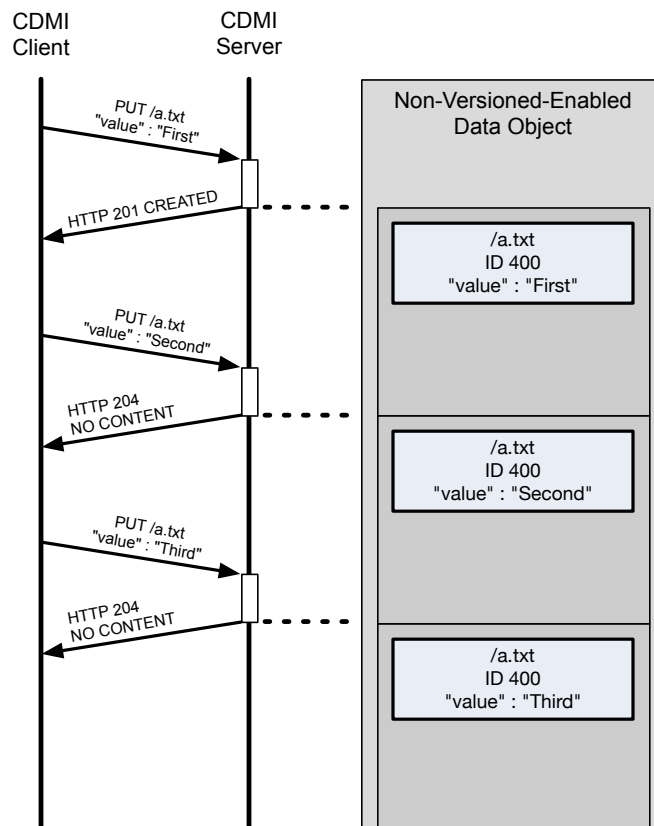 CDMI
Client
CDMI
Server
Non-Versioned-Enabled
Data Object
PUT /a.txt
"value" : "First"
HTTP 201 CREATED
/a.txt
ID 400
"value" : "First"
PUT /a.txt
"value" : "Second"
HTTP 204
NO CONTENT
/a.txt
ID 400
"value" : "Second"
PUT /a.txt
"value" : "Third"
HTTP 204
NO CONTENT
/a.txt
ID 400
"value" : "Third"